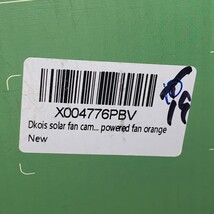 X004776PBV
Dkois solar fan cam... powered fan orange
New